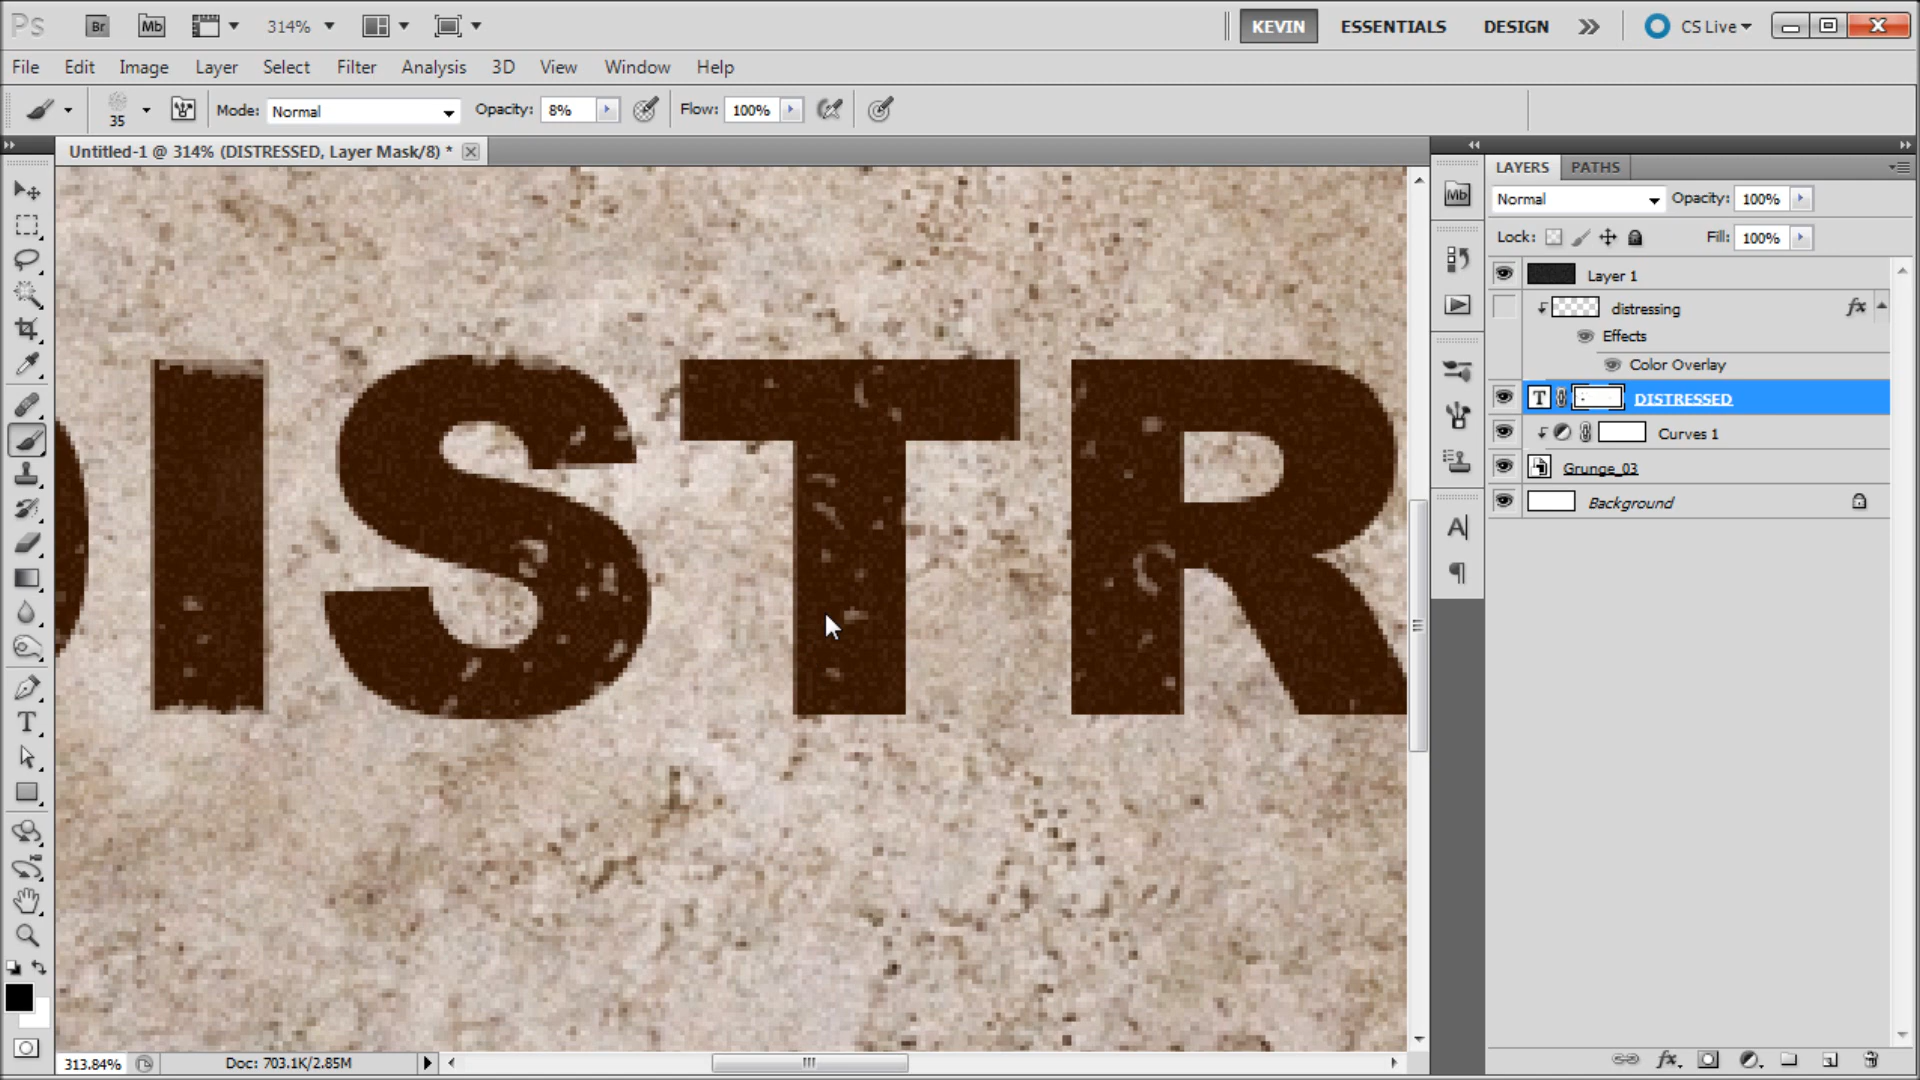 Ps Br Mb 314% KEVIN ESSENTIALS DESIGN CS Live
File Edit Image Layer Select Filter Analysis 3D View Window Help
35 Mode: Normal Opacity: 8% Flow: 100%
Untitled-1 @ 314% (DISTRESSED, Layer Mask/8) *
LAYERS PATHS
Mb
Normal Opacity: 100%
Lock: Fill: 100%
Layer 1
distressing fx
Effects
Color Overlay
T DISTRESSED
Curves 1
Grunge_03
Background
A
ISTR
T
313.84% Doc: 703.1K/2.85M
fx